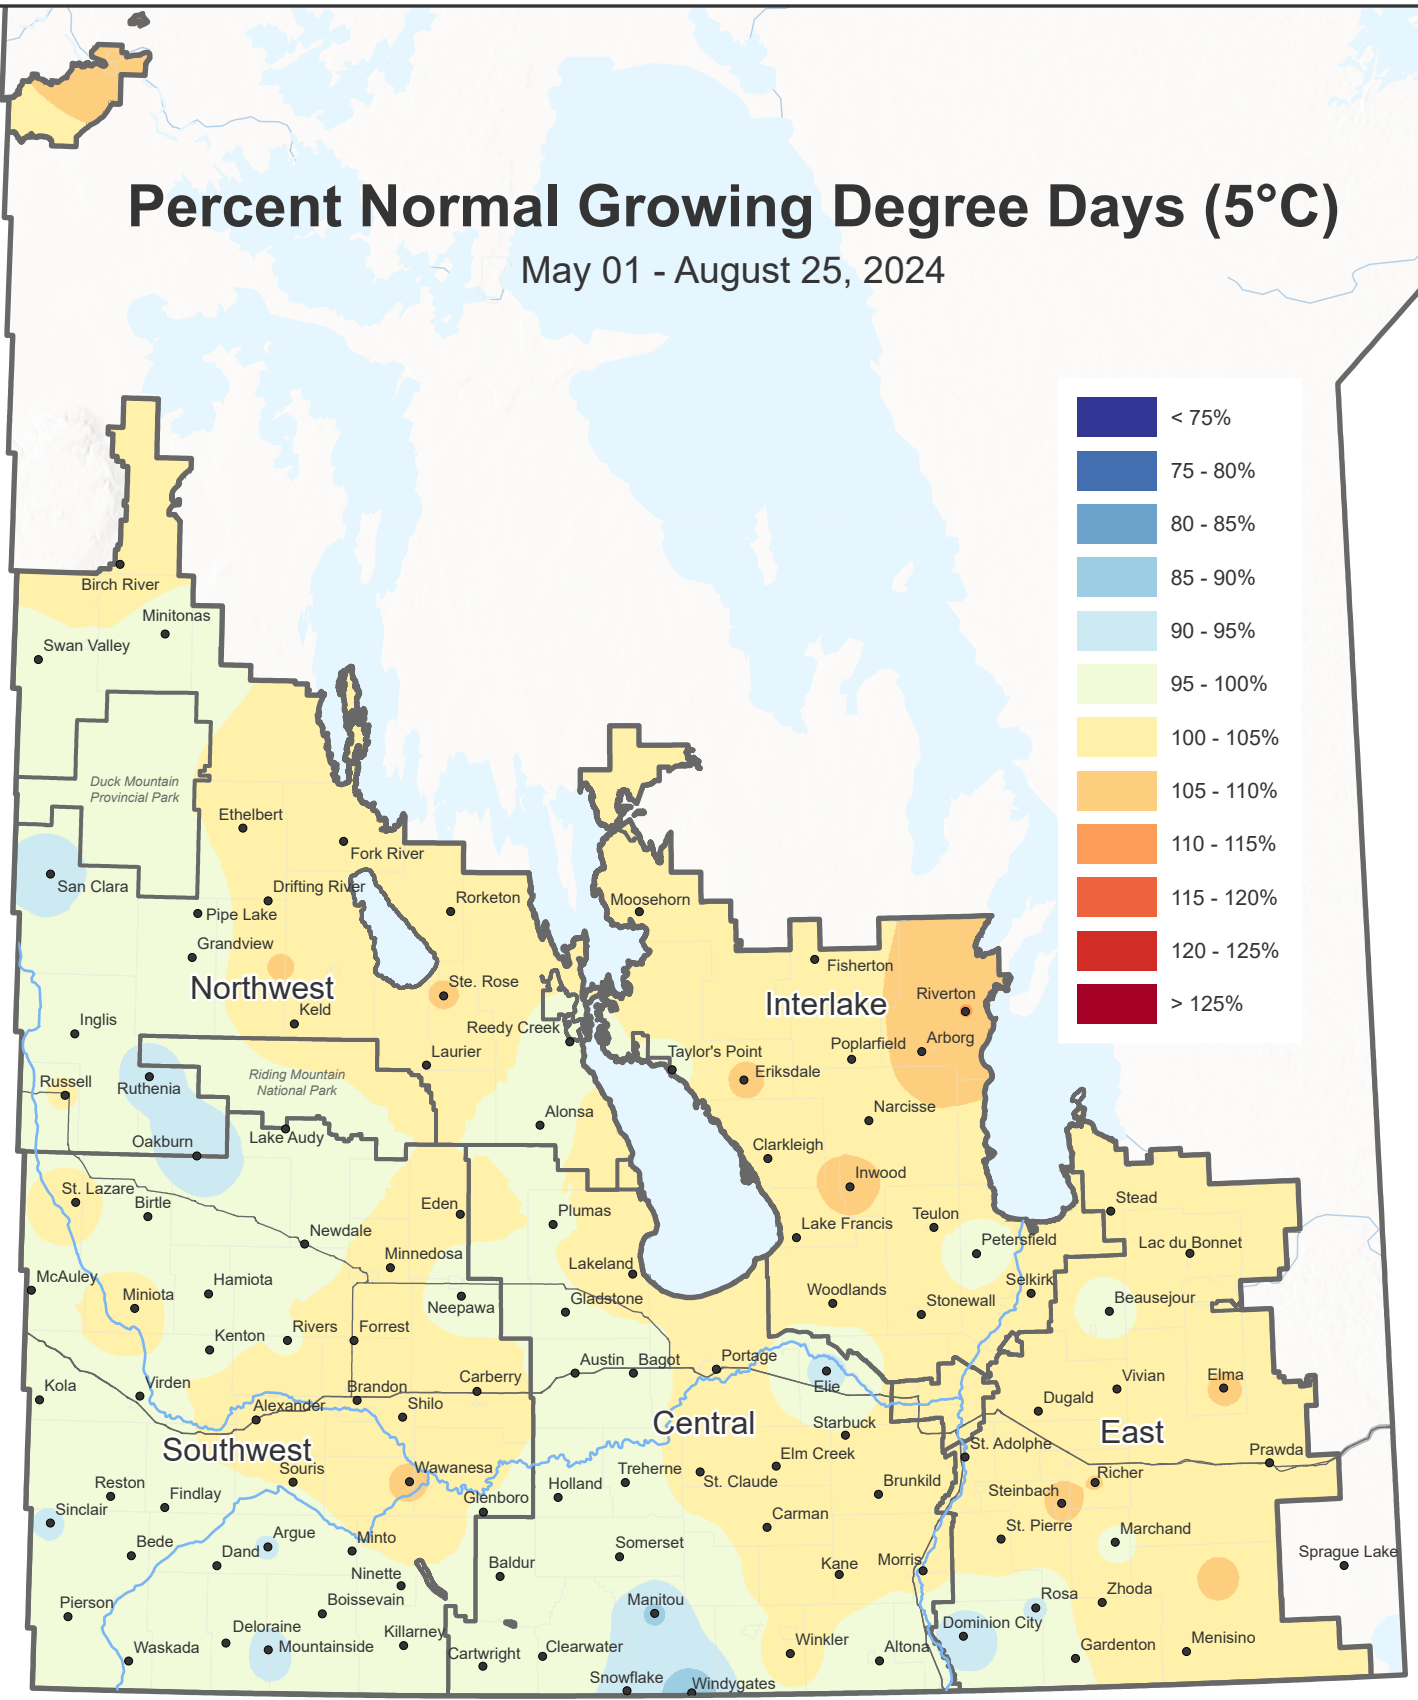 Percent Normal Growing Degree Days (5°C)
May 01 - August 25, 2024
< 75%
75 - 80%
80 - 85%
85 - 90%
90 - 95%
95 - 100%
100 - 105%
105 - 110%
110 - 115%
115 - 120%
120 - 125%
> 125%
Birch River
Minitonas
Swan Valley
Duck Mountain
Provincial Park
Ethelbert
Fork River
San Clara
Drifting River
Rorketon
Moosehorn
Pipe Lake
Grandview
Fisherton
Northwest
Ste. Rose
Interlake
Riverton
Keld
Inglis
Reedy Creek
Poplarfield
Arborg
Laurier
Taylor's Point
Eriksdale
Russell
Ruthenia
Riding Mountain
National Park
Alonsa
Narcisse
Oakburn
Lake Audy
Clarkleigh
Inwood
St. Lazare
Birtle
Eden
Plumas
Stead
Newdale
Lake Francis
Teulon
Petersfield
Lac du Bonnet
Minnedosa
Lakeland
McAuley
Hamiota
Miniota
Neepawa
Gladstone
Woodlands
Stonewall
Selkirk
Beausejour
Kenton
Rivers
Forrest
Austin
Bagot
Portage
Elie
Kola
Virden
Brandon
Carberry
Vivian
Elma
Alexander
Shilo
Dugald
Central
Starbuck
East
Southwest
St. Adolphe
Prawda
Souris
Wawanesa
Elm Creek
Reston
Findlay
Treherne
St. Claude
Brunkild
Richer
Holland
Steinbach
Sinclair
Glenboro
Carman
Argue
Minto
St. Pierre
Marchand
Bede
Dand
Somerset
Sprague Lake
Ninette
Baldur
Kane
Morris
Pierson
Boissevain
Manitou
Rosa
Zhoda
Deloraine
Killarney
Dominion City
Waskada
Mountainside
Cartwright
Clearwater
Winkler
Altona
Gardenton
Menisino
Snowflake
Windygates